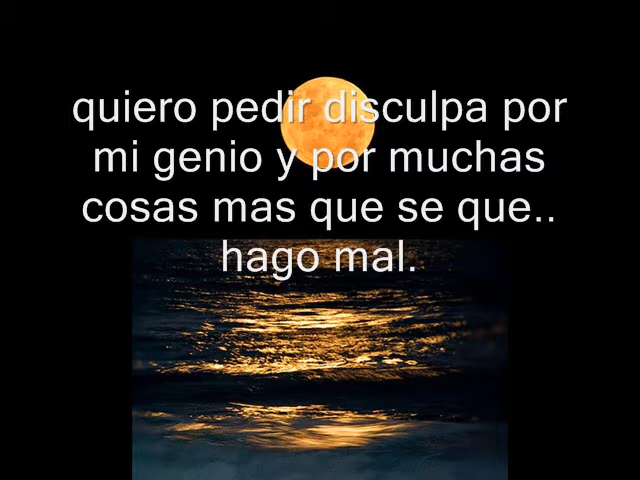 quiero pedir disculpa por
mi genio y por muchas
cosas mas que se que..
hago mal.